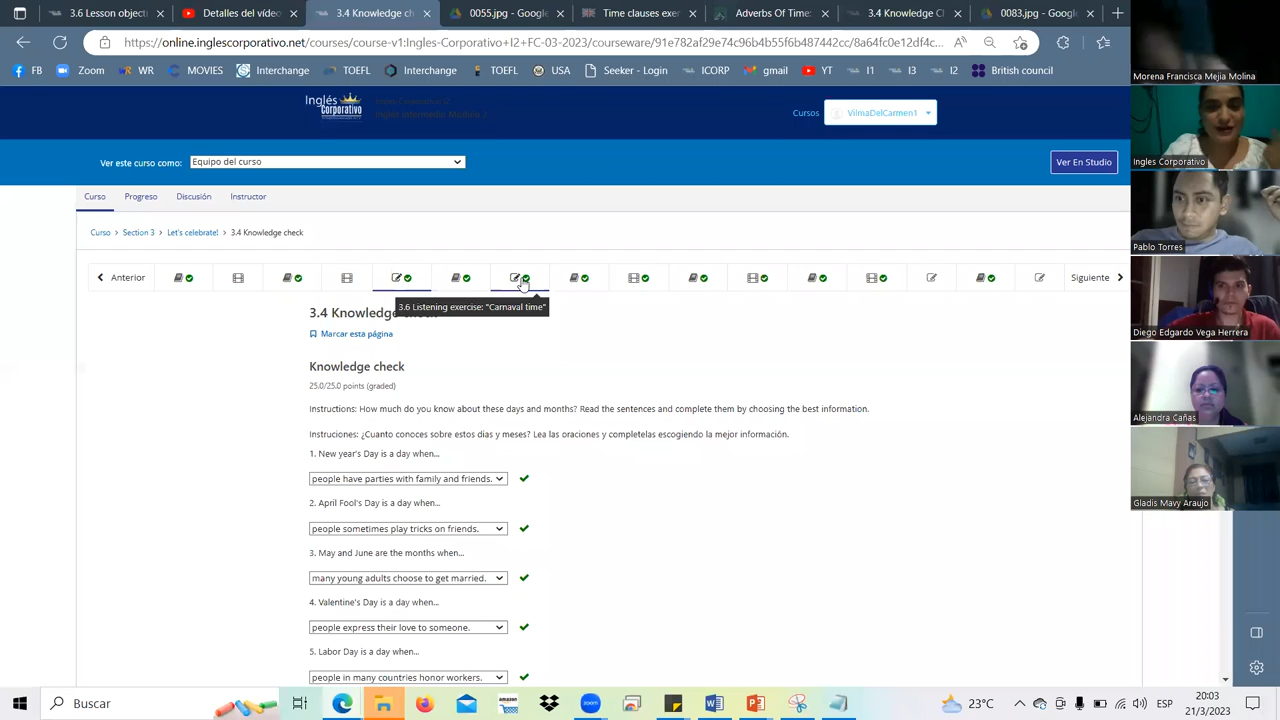 3.6 Lesson object
Detailed Video
3.4 K
0055.jpg - Goog
Time clauses exer
Adverbs Of Time:
3.4 Knowledge ch
0083.jpg - Goog
https://online.inglescorporativo.net/courses/course-v1:Ingles-Corporativo+I2+FC-03-2023/courseware/91e782af29e74c96b4b55f6b487442cc/8a64fc0e12df4c...
FB
Zoom
WR
MOVIES
Interchange
TOEFL
Interchange
TOEFL
USA
Seeker - Login
ICORP
gmail
YT
I1
I3
I2
British council
Inglés Corporativo
Cursos
VilmaDelCarmen1
Ver este curso como:
Equipo del curso
Ver En Studio
Curso
Progreso
Discusión
Instructor
Curso > Section 3 > Let's celebrate! > 3.4 Knowledge check
Anterior
Siguiente
3.6 Listening exercise: "Carnaval time"
3.4 Knowledge check
Marcar esta página
Knowledge check
25.0/25.0 points (graded)
Instructions: How much do you know about these days and months? Read the sentences and complete them by choosing the best information.
Instruciones: ¿Cuanto conoces sobre estos dias y meses? Lea las oraciones y completelas escogiendo la mejor información.
1. New year's Day is a day when...
people have parties with family and friends.
2. April Fool's Day is a day when...
people sometimes play tricks on friends.
3. May and June are the months when...
many young adults choose to get married.
4. Valentine's Day is a day when...
people express their love to someone.
5. Labor Day is a day when...
people in many countries honor workers.
Morena Francisca Mejia Molina
Ingles Corporativo
Pablo Torres
Diego Edgardo Vega Herrera
Alejandra Cañas
Gladis Mavy Araujo
Buscar
amazon
zoom
23°C
ESP
20:03
21/3/2023